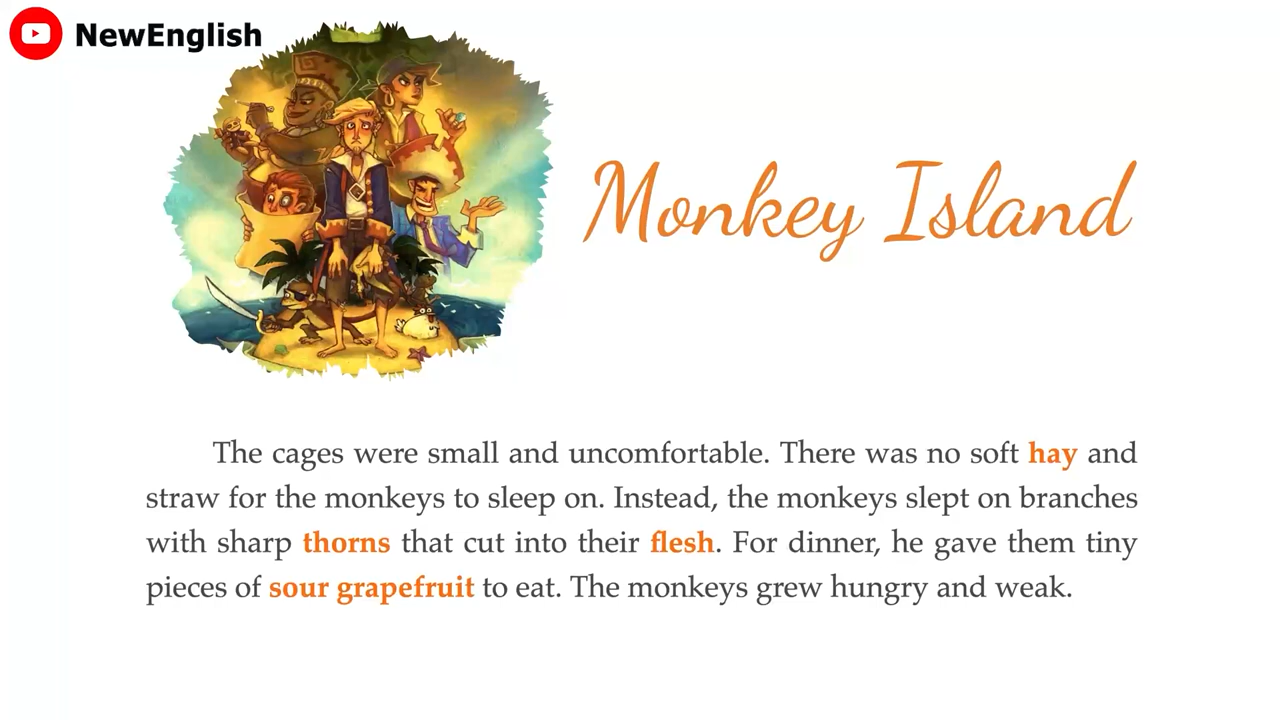 NewEnglish
Monkey Island
The cages were small and uncomfortable. There was no soft hay and
straw for the monkeys to sleep on. Instead, the monkeys slept on branches
with sharp thorns that cut into their flesh. For dinner, he gave them tiny
pieces of sour grapefruit to eat. The monkeys grew hungry and weak.